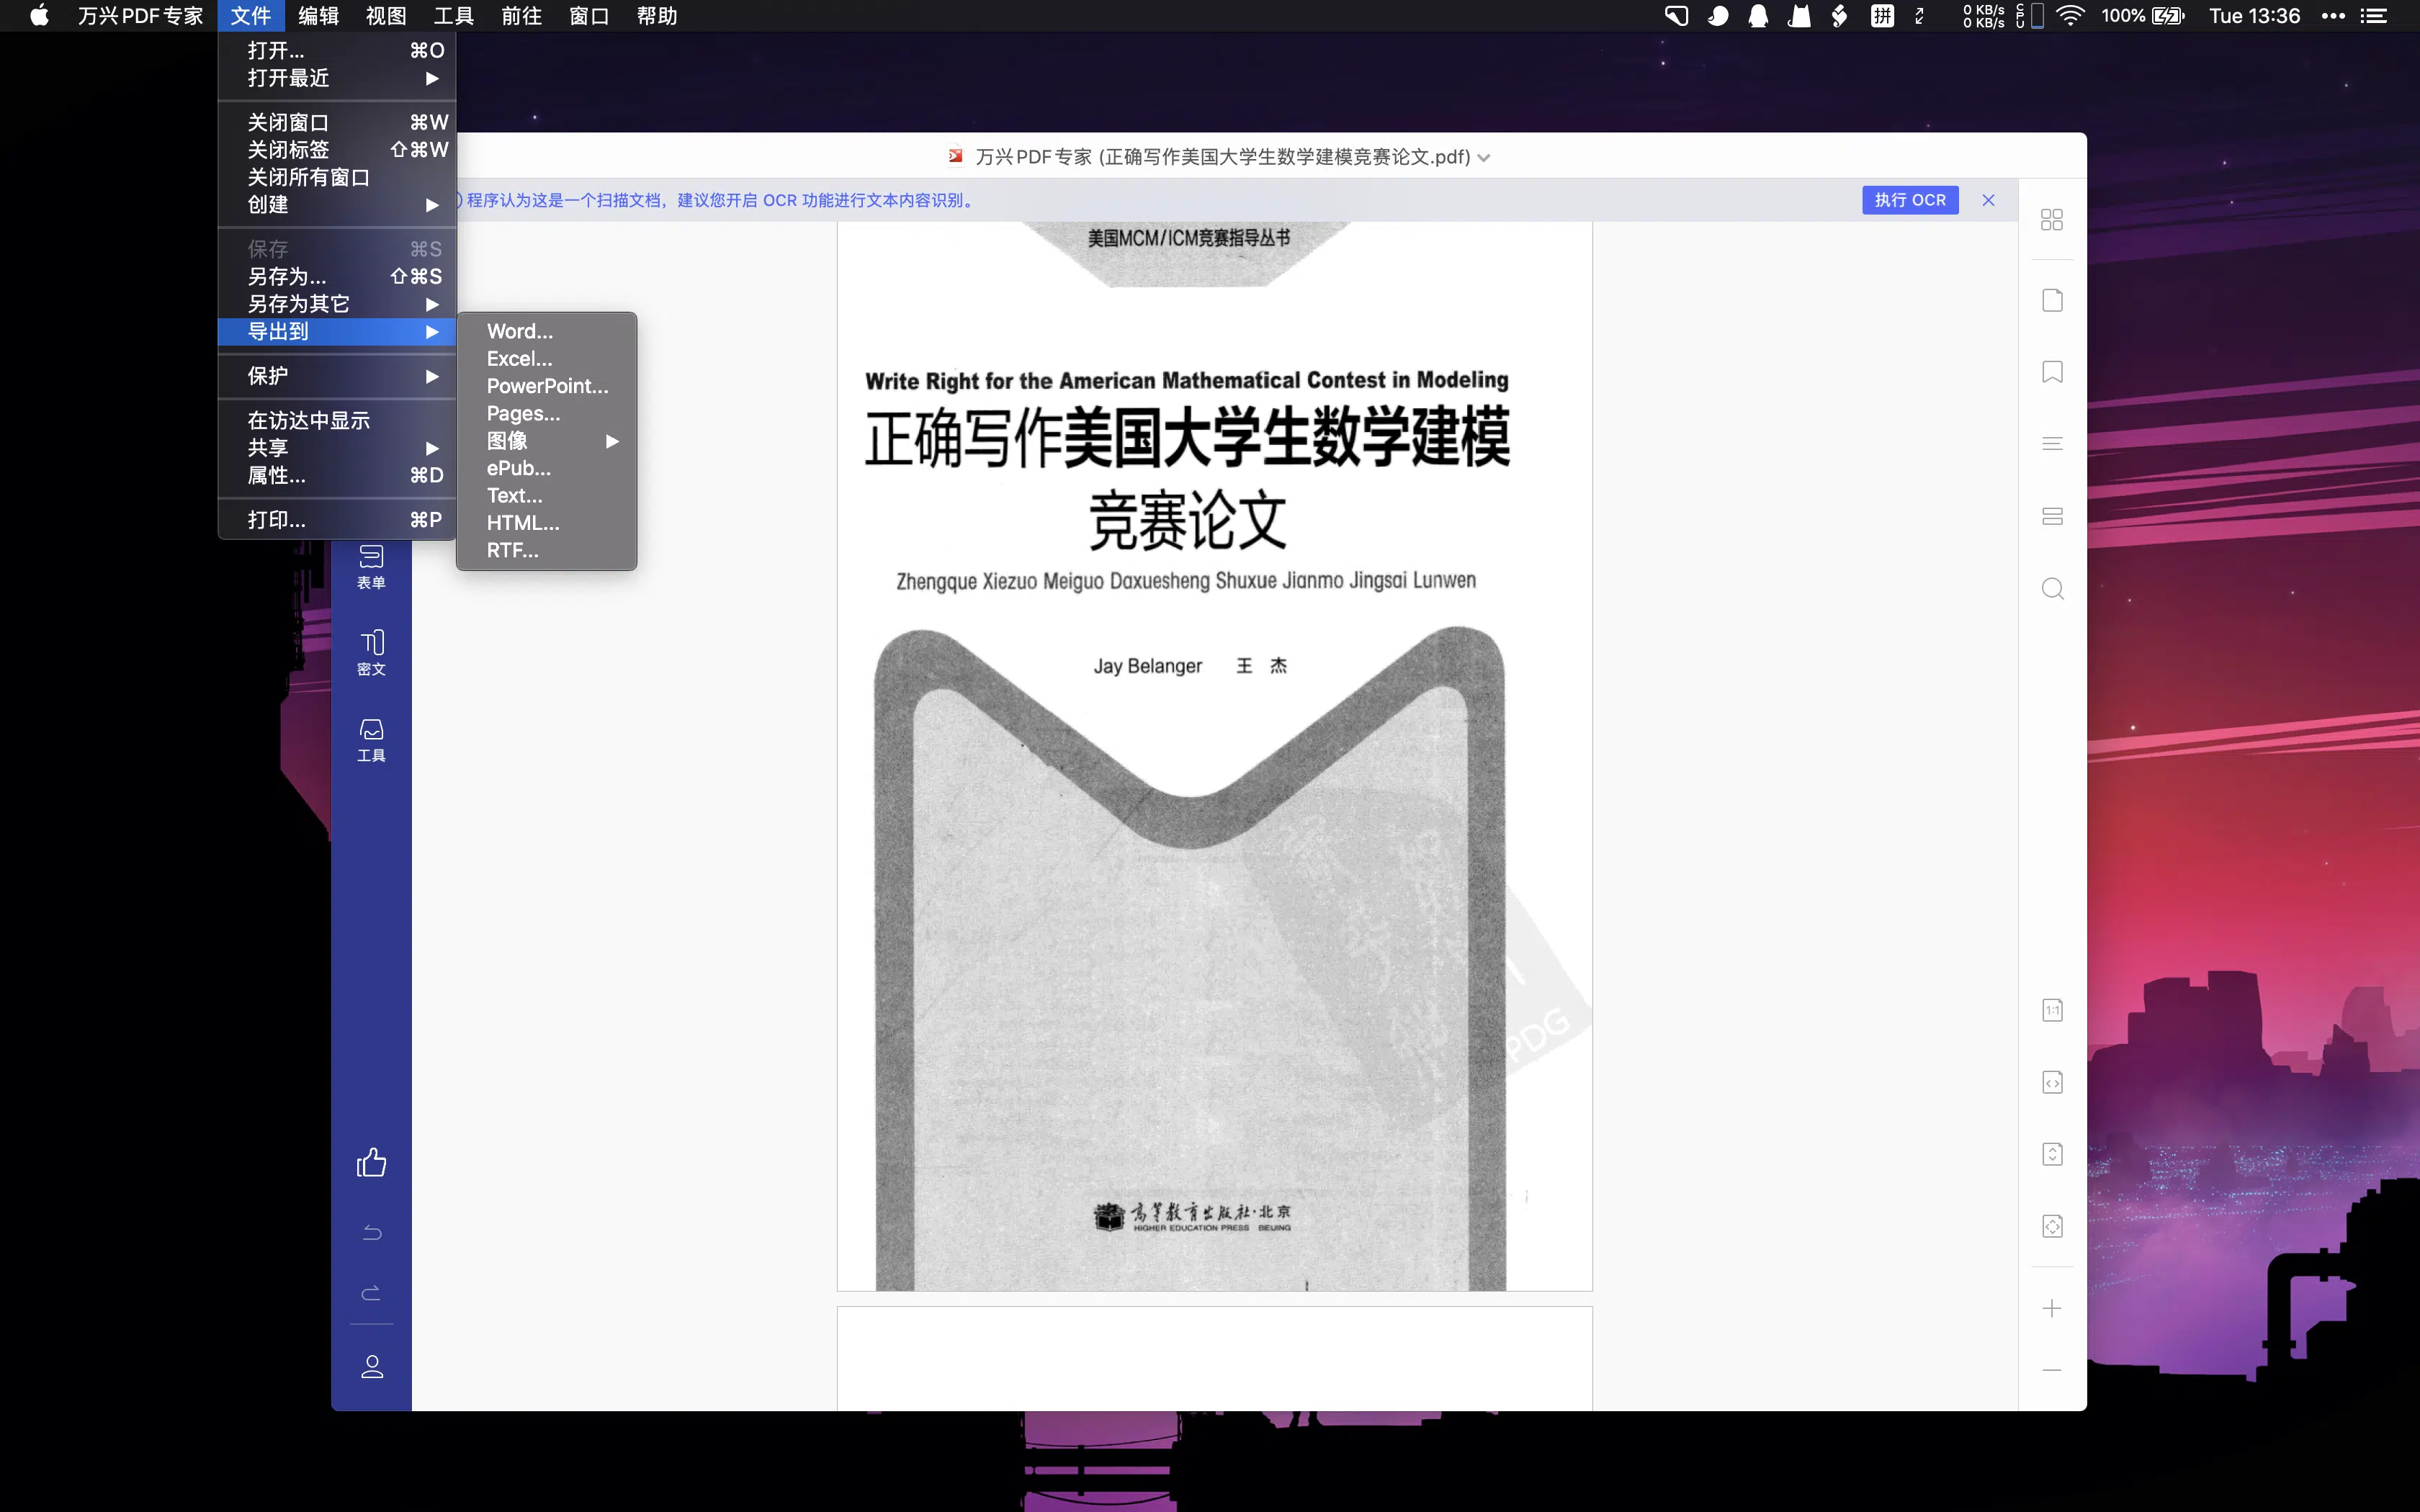 万兴PDF专家 文件 编辑 视图 工具 前往 窗口 帮助
拼 0 KB/s 0 KB/s CPU 100% Tue 13:36
打开... ⌘O
打开最近 ▶
关闭窗口 ⌘W
关闭标签 ⇧⌘W
关闭所有窗口
创建 ▶
保存 ⌘S
另存为... ⇧⌘S
另存为其它 ▶
导出到 ▶
保护 ▶
在访达中显示
共享 ▶
属性... ⌘D
打印... ⌘P
Word...
Excel...
PowerPoint...
Pages...
图像 ▶
ePub...
Text...
HTML...
RTF...
万兴PDF专家 (正确写作美国大学生数学建模竞赛论文.pdf)
程序认为这是一个扫描文档，建议您开启 OCR 功能进行文本内容识别。
执行 OCR
表单
密文
工具
美国MCM/ICM竞赛指导丛书
Write Right for the American Mathematical Contest in Modeling
正确写作美国大学生数学建模
竞赛论文
Zhengque Xiezuo Meiguo Daxuesheng Shuxue Jianmo Jingsai Lunwen
Jay Belanger 王 杰
PDG
高等教育出版社·北京
HIGHER EDUCATION PRESS BEIJING
1:1